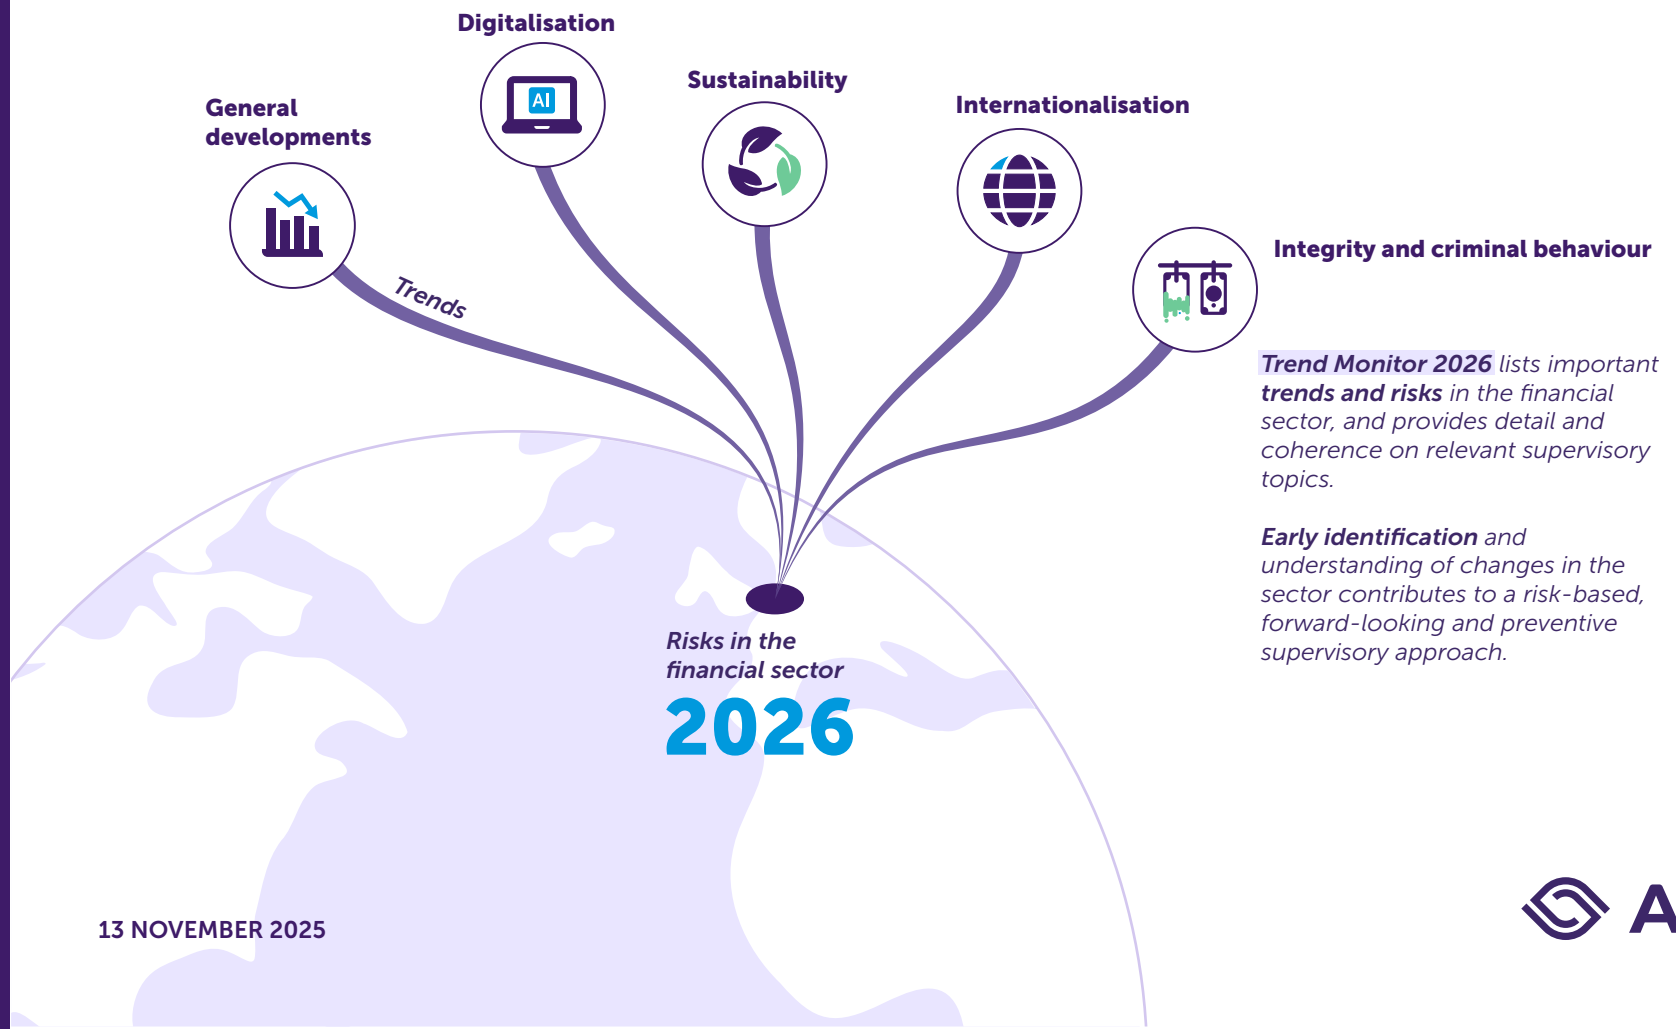 Digitalisation
AI
Sustainability
General
developments
Internationalisation
Integrity and criminal behaviour
Trends
Trend Monitor 2026 lists important
trends and risks in the financial
sector, and provides detail and
coherence on relevant supervisory
topics.
Early identification and
understanding of changes in the
sector contributes to a risk-based,
forward-looking and preventive
supervisory approach.
Risks in the
financial sector
2026
13 NOVEMBER 2025
A